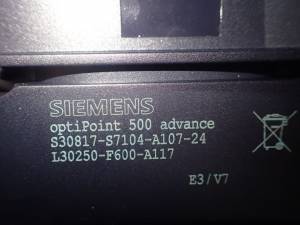 SIEMENS
optiPoint 500 advance
S30817-S7104-A107-24
L30250-F600-A117
E3/V7